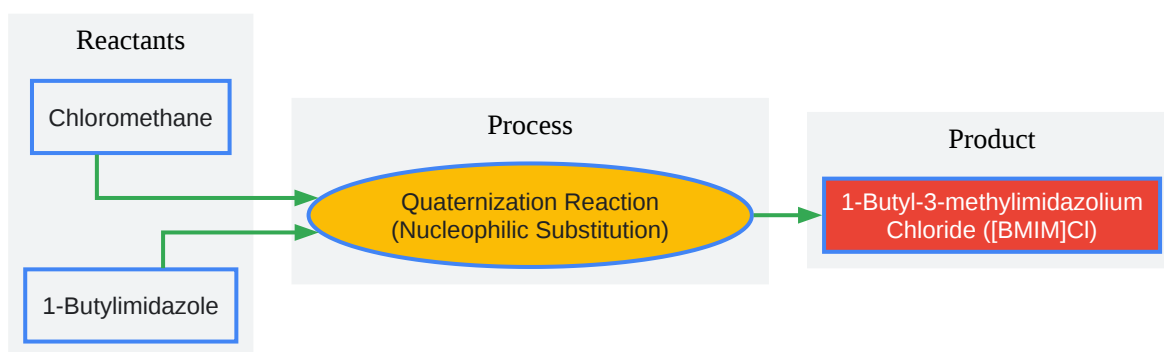 Reactants
Chloromethane
1-Butylimidazole
Process
Quaternization Reaction
(Nucleophilic Substitution)
Product
1-Butyl-3-methylimidazolium
Chloride ([BMIM]Cl)